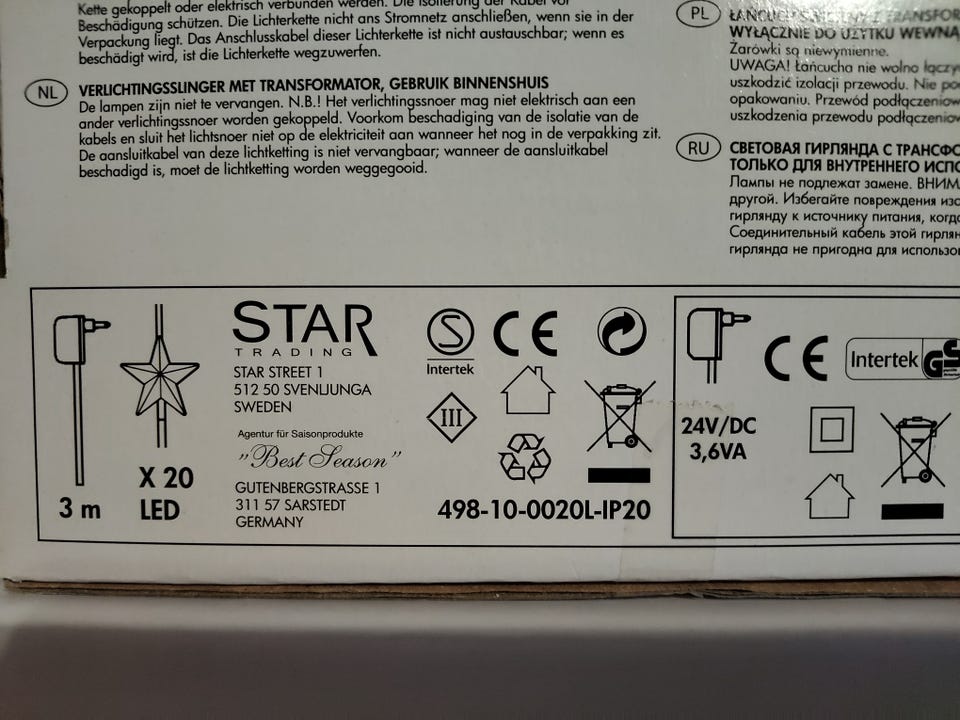 Kette gekoppelt oder elektrisch verbunden werden. Die Isolierung der Kabel vor
Beschädigung schützen. Die Lichterkette nicht ans Stromnetz anschließen, wenn sie in der
Verpackung liegt. Das Anschlusskabel dieser Lichterkette ist nicht austauschbar; wenn es
beschädigt wird, ist die Lichterkette wegzuwerfen.
NL
VERLICHTINGSSLINGER MET TRANSFORMATOR, GEBRUIK BINNENSHUIS
De lampen zijn niet te vervangen. N.B.! Het verlichtingssnoer mag niet elektrisch aan een
ander verlichtingssnoer worden gekoppeld. Voorkom beschadiging van de isolatie van de
kabels en sluit het lichtsnoer niet op de elektriciteit aan wanneer het nog in de verpakking zit.
De aansluitkabel van deze lichtketting is niet vervangbaar; wanneer de aansluitkabel
beschadigd is, moet de lichtketting worden weggegooid.
PL
WYŁĄCZNIE DO UŻYTKU WEWNĄ
Żarówki są niewymienne.
UWAGA! Łańcucha nie wolno łączy
uszkodzić izolacji przewodu. Nie po
opakowaniu. Przewód podłączeniow
uszkodzenia przewodu podłączeniow
RU
СВЕТОВАЯ ГИРЛЯНДА С ТРАНСФО
ТОЛЬКО ДЛЯ ВНУТРЕННЕГО ИСПО
Лампы не подлежат замене. ВНИМ
другой. Избегайте повреждения изо
гирлянду к источнику питания, когд
Соединительный кабель этой гирлян
гирлянда не пригодна для использо
3 m
X 20
LED
STAR
TRADING
STAR STREET 1
512 50 SVENLJUNGA
SWEDEN
Agentur für Saisonprodukte
"Best Season"
GUTENBERGSTRASSE 1
311 57 SARSTEDT
GERMANY
S
Intertek
CE
III
498-10-0020L-IP20
24V/DC
3,6VA
CE
Intertek
GS